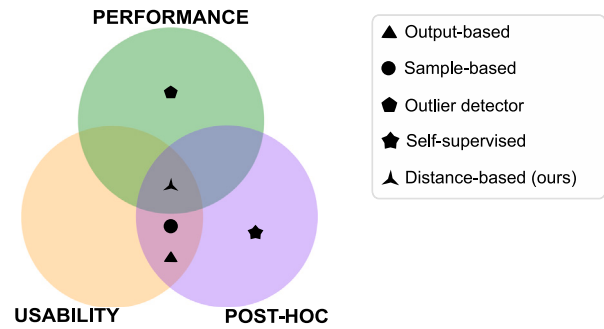 PERFORMANCE
USABILITY
POST-HOC
Output-based
Sample-based
Outlier detector
Self-supervised
Distance-based (ours)